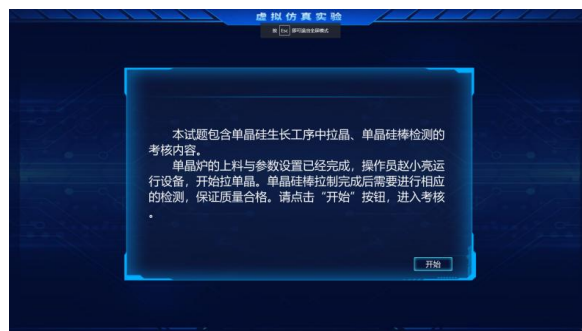 虚拟仿真实验
按 Esc 即可退出全屏模式
本试题包含单晶硅生长工序中拉晶、单晶硅棒检测的
考核内容。
单晶炉的上料与参数设置已经完成，操作员赵小亮运
行设备，开始拉单晶。单晶硅棒拉制完成后需要进行相应
的检测，保证质量合格。请点击“开始”按钮，进入考核
。
开始